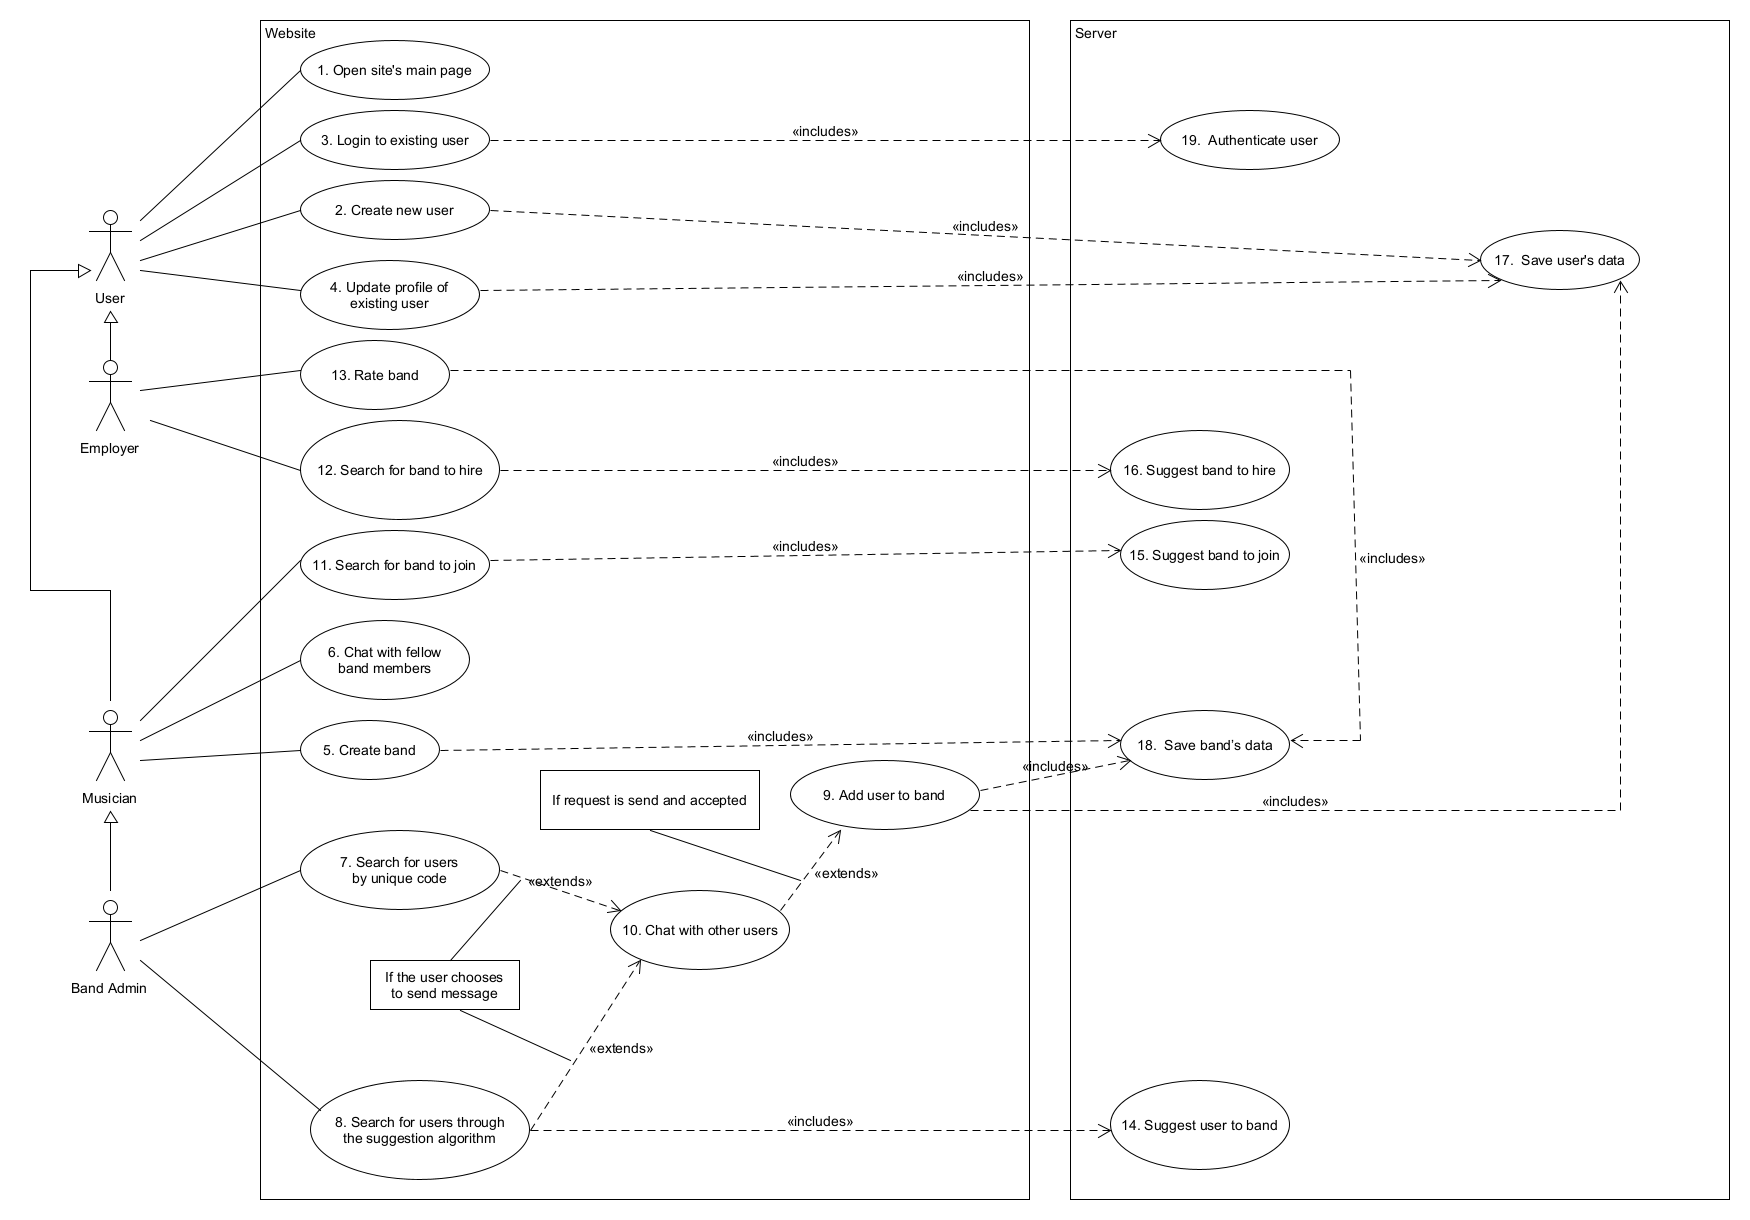 Website
Server
1. Open site's main page
3. Login to existing user
«includes»
19.  Authenticate user
2. Create new user
«includes»
17.  Save user's data
User
4. Update profile of
existing user
«includes»
13. Rate band
Employer
12. Search for band to hire
«includes»
16. Suggest band to hire
11. Search for band to join
«includes»
15. Suggest band to join
«includes»
6. Chat with fellow
band members
5. Create band
«includes»
18.  Save band's data
«includes»
Musician
If request is send and accepted
9. Add user to band
«includes»
7. Search for users
by unique code
«extends»
«extends»
10. Chat with other users
Band Admin
If the user chooses
to send message
«extends»
8. Search for users through
the suggestion algorithm
«includes»
14. Suggest user to band